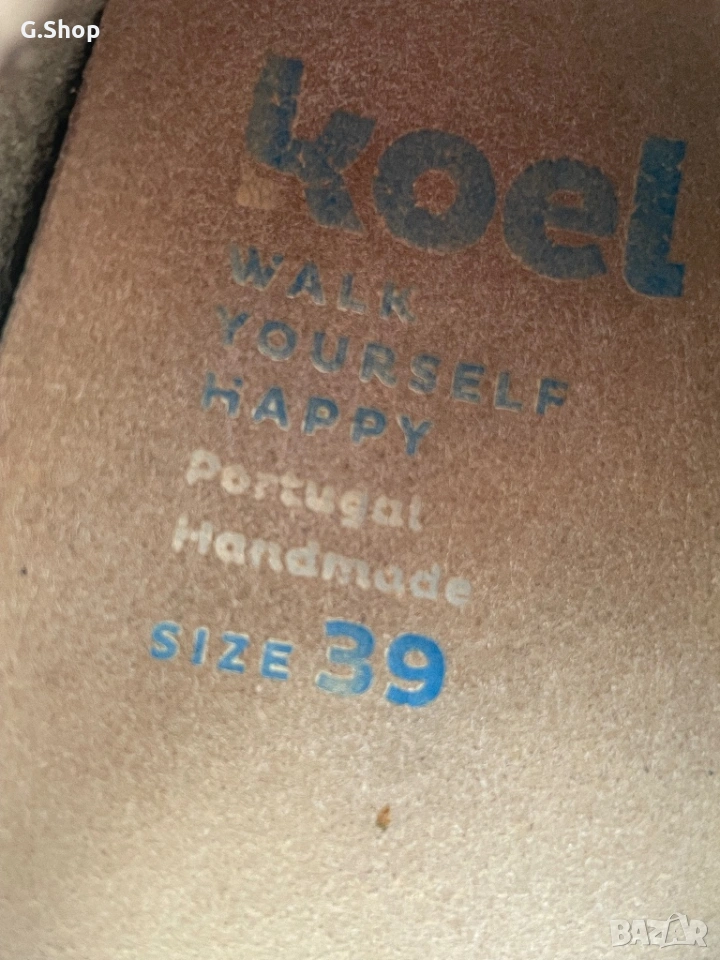 G.Shop
koel
WALK
YOURSELF
HAPPY
Portugal
Handmade
SIZE 39
BAZAR